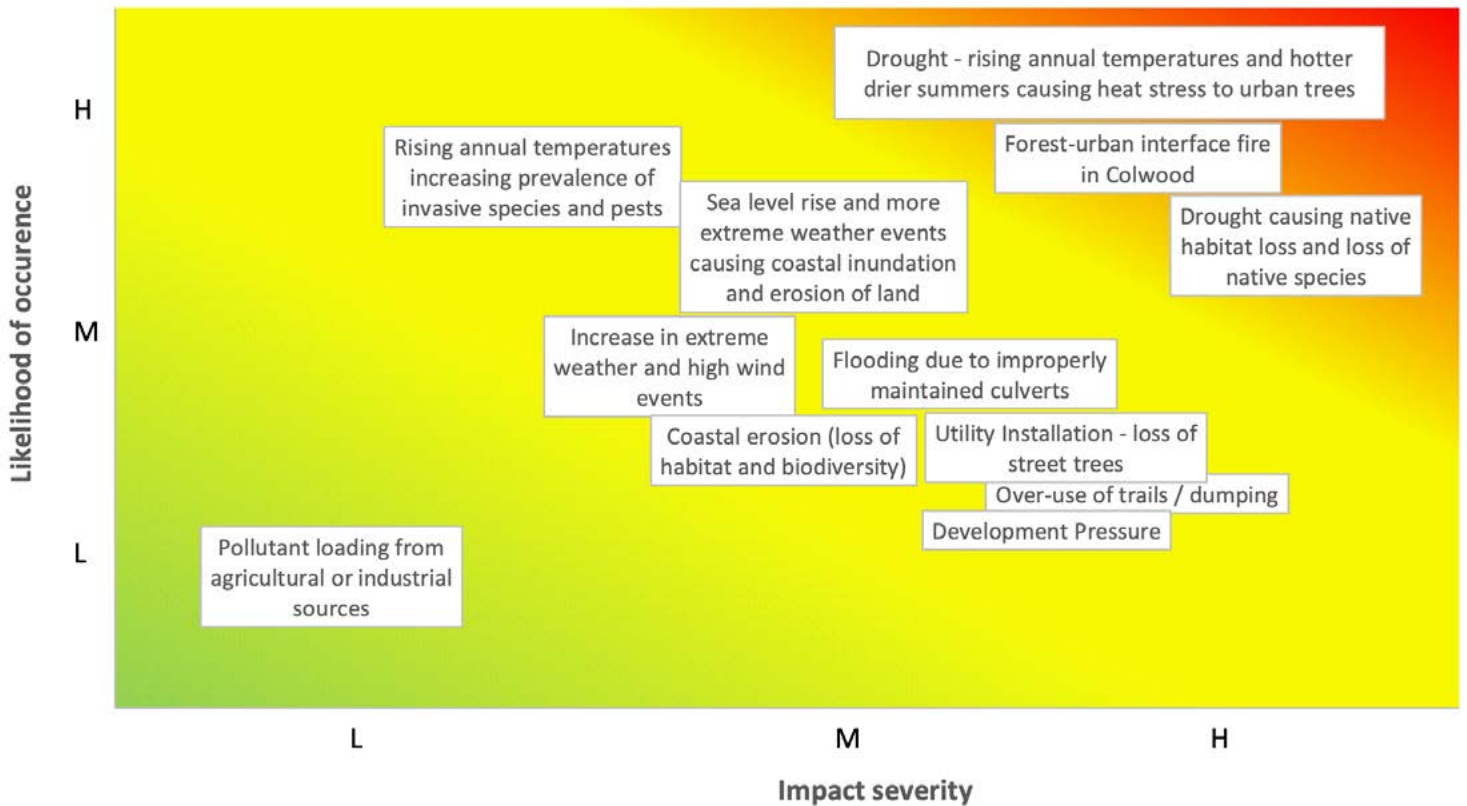 Drought - rising annual temperatures and hotter
drier summers causing heat stress to urban trees
H
Forest-urban interface fire
in Colwood
Rising annual temperatures
increasing prevalence of
invasive species and pests
Sea level rise and more
extreme weather events
causing coastal inundation
and erosion of land
Drought causing native
habitat loss and loss of
native species
Likelihood of occurence
M
Increase in extreme
weather and high wind
events
Flooding due to improperly
maintained culverts
Coastal erosion (loss of
habitat and biodiversity)
Utility Installation - loss of
street trees
Over-use of trails / dumping
Development Pressure
L
Pollutant loading from
agricultural or industrial
sources
L
M
H
Impact severity